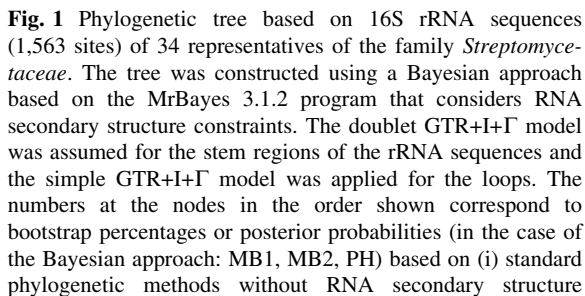 Fig. 1 Phylogenetic tree based on 16S rRNA sequences
(1,563 sites) of 34 representatives of the family Streptomyce-
taceae. The tree was constructed using a Bayesian approach
based on the MrBayes 3.1.2 program that considers RNA
secondary structure constraints. The doublet GTR+I+Γ model
was assumed for the stem regions of the rRNA sequences and
the simple GTR+I+Γ model was applied for the loops. The
numbers at the nodes in the order shown correspond to
bootstrap percentages or posterior probabilities (in the case of
the Bayesian approach: MB1, MB2, PH) based on (i) standard
phylogenetic methods without RNA secondary structure